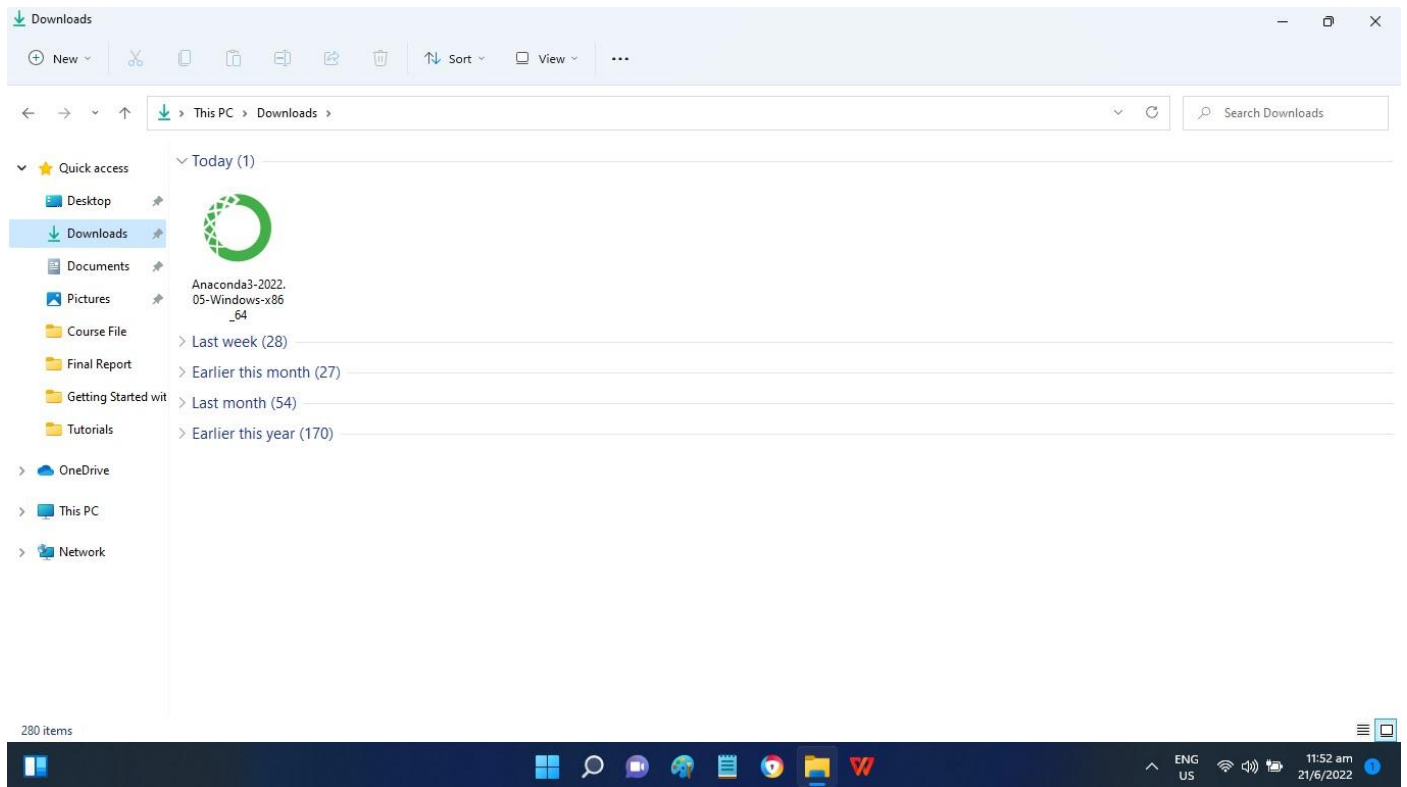 Downloads
New
Sort
View
This PC > Downloads >
Search Downloads
Quick access
Desktop
Downloads
Documents
Pictures
Course File
Final Report
Getting Started wit
Tutorials
OneDrive
This PC
Network
Today (1)
Anaconda3-2022.
05-Windows-x86
_64
Last week (28)
Earlier this month (27)
Last month (54)
Earlier this year (170)
280 items
ENG
US
11:52 am
21/6/2022
1